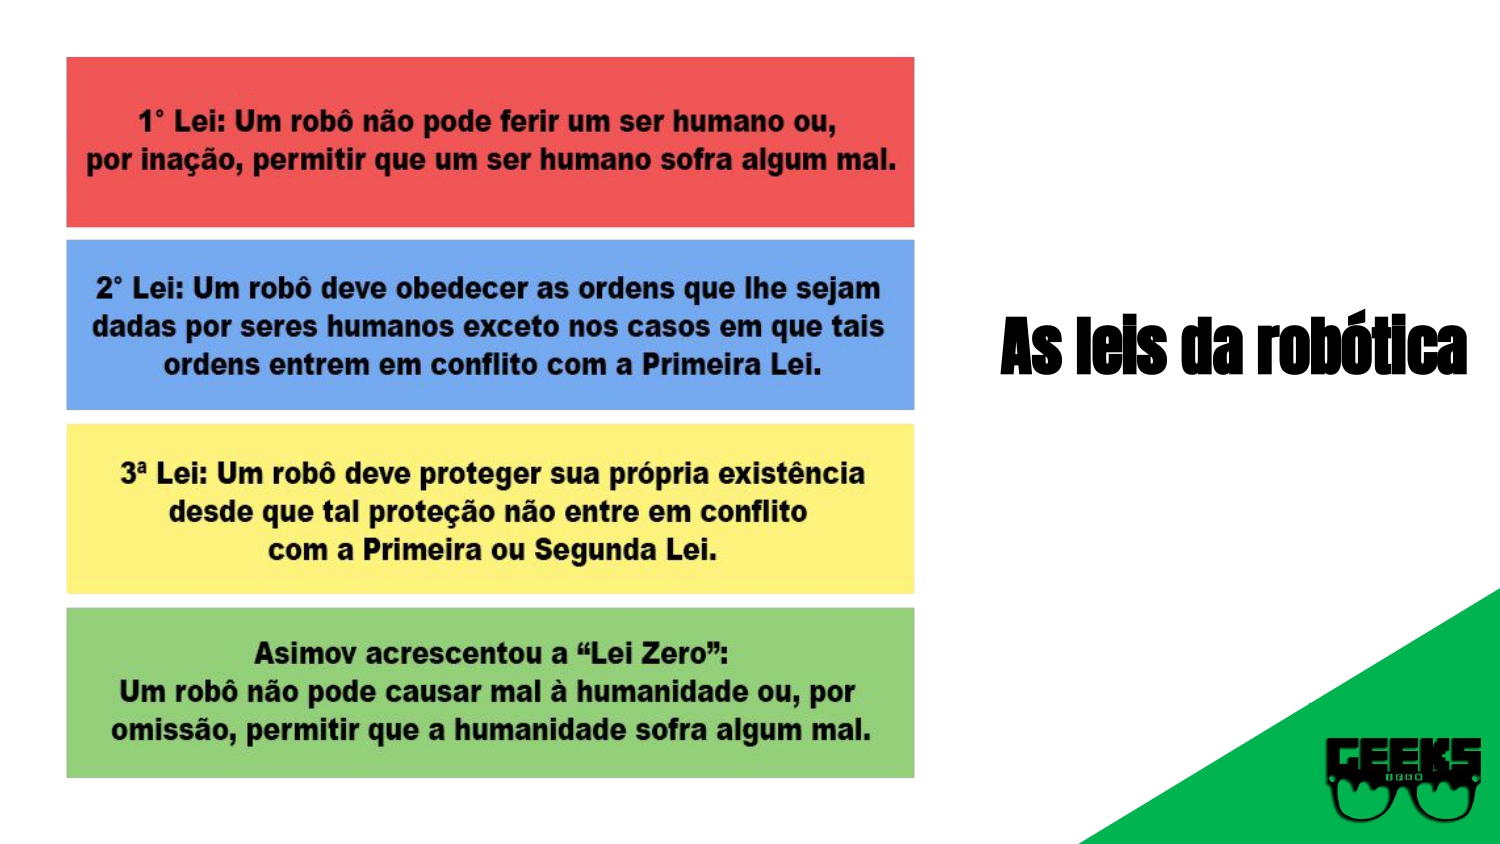 1° Lei: Um robô não pode ferir um ser humano ou,
por inação, permitir que um ser humano sofra algum mal.
2° Lei: Um robô deve obedecer as ordens que lhe sejam
dadas por seres humanos exceto nos casos em que tais
ordens entrem em conflito com a Primeira Lei.
3ª Lei: Um robô deve proteger sua própria existência
desde que tal proteção não entre em conflito
com a Primeira ou Segunda Lei.
Asimov acrescentou a “Lei Zero”:
Um robô não pode causar mal à humanidade ou, por
omissão, permitir que a humanidade sofra algum mal.
As leis da robótica
GEEKS